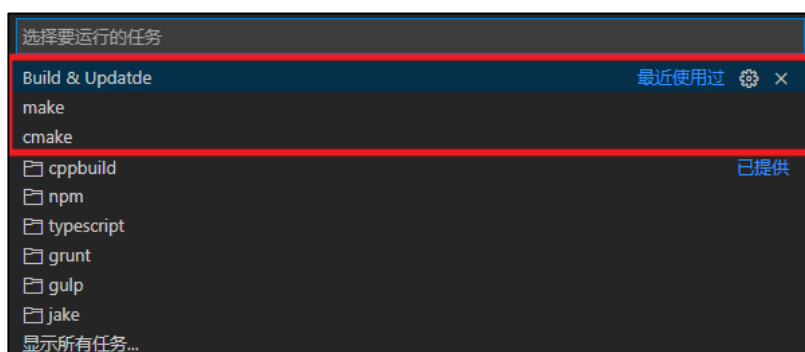 选择要运行的任务
Build & Updatde 最近使用过
make
cmake
cppbuild 已提供
npm
typescript
grunt
gulp
jake
显示所有任务...